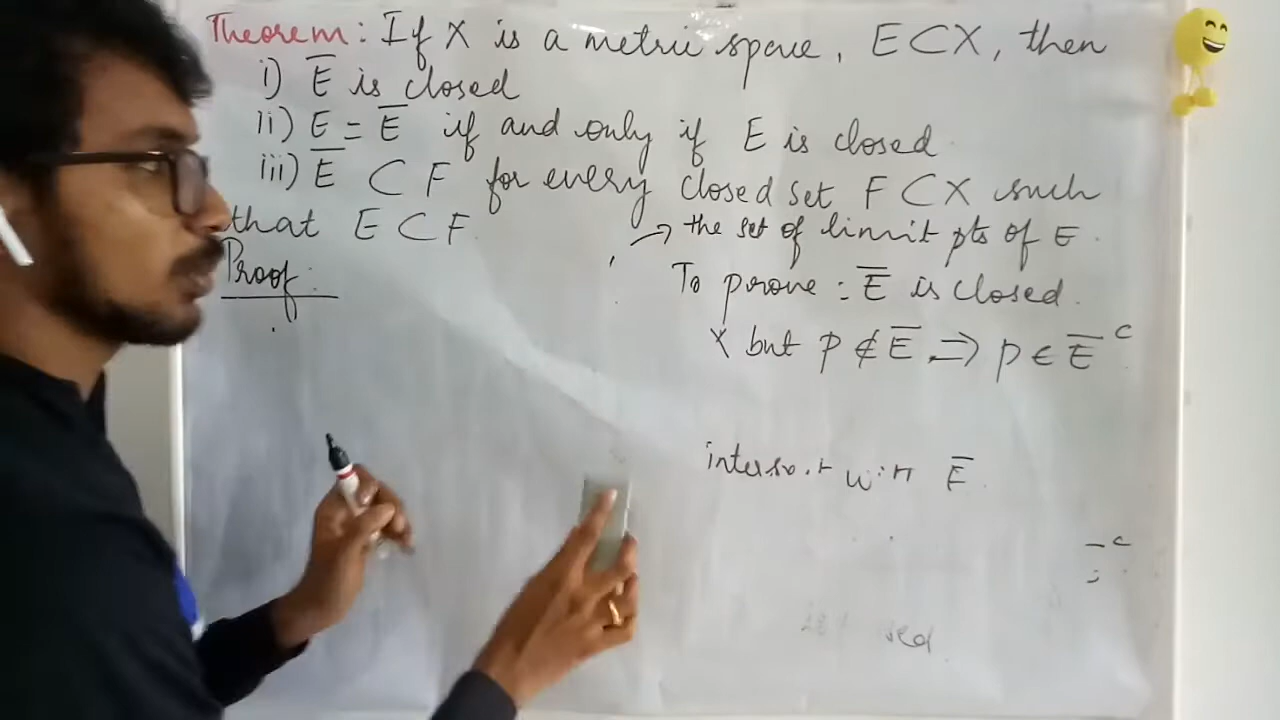 Theorem: If X is a metric space, E ⊂ X, then
i) E̅ is closed
ii) E = E̅ if and only if E is closed
iii) E̅ ⊂ F for every closed set F ⊂ X such
that E ⊂ F.
→ the set of limit pts of E.
Proof:
To prove: E̅ is closed.
X but p ∉ E̅ ⇒ p ∈ E̅ᶜ
with E̅.